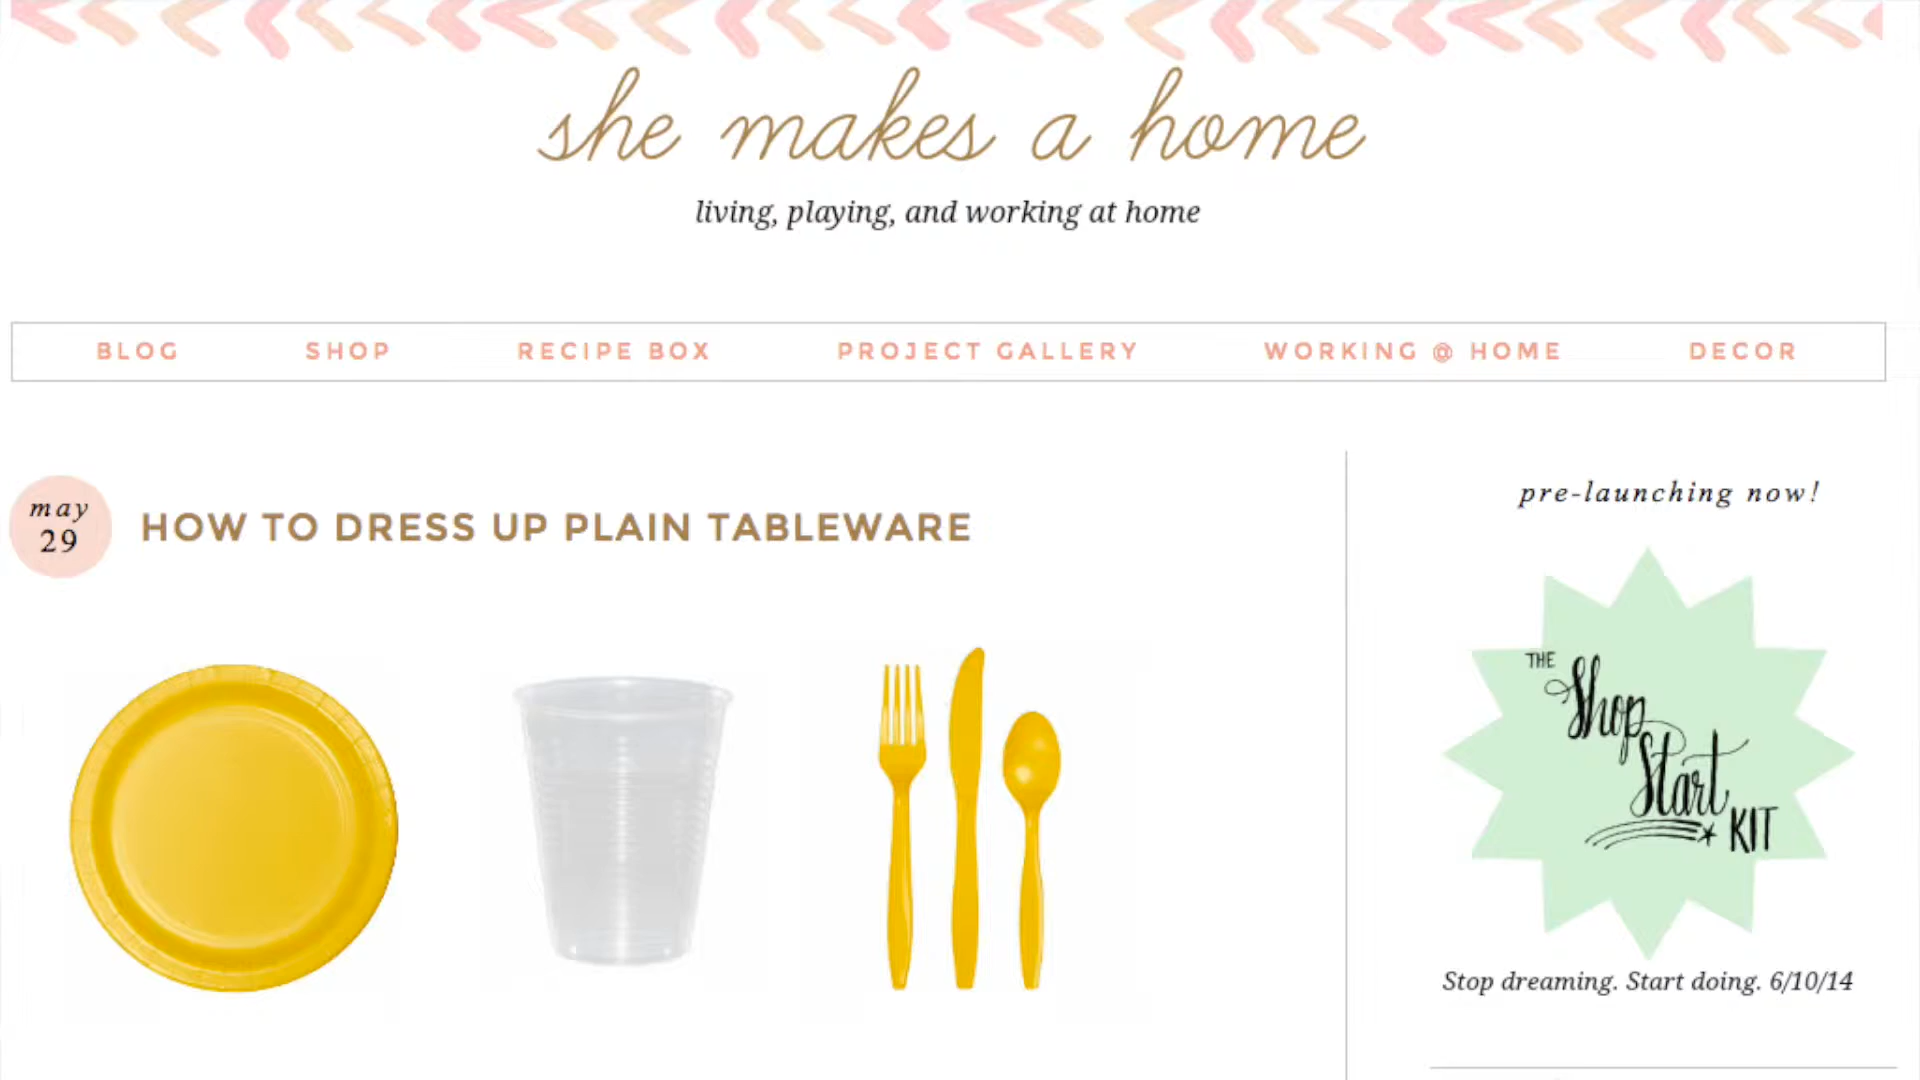 she makes a home
living, playing, and working at home
BLOG SHOP RECIPE BOX PROJECT GALLERY WORKING @ HOME DECOR
may
29
HOW TO DRESS UP PLAIN TABLEWARE
pre-launching now!
THE
Shop
Start
KIT
Stop dreaming. Start doing. 6/10/14